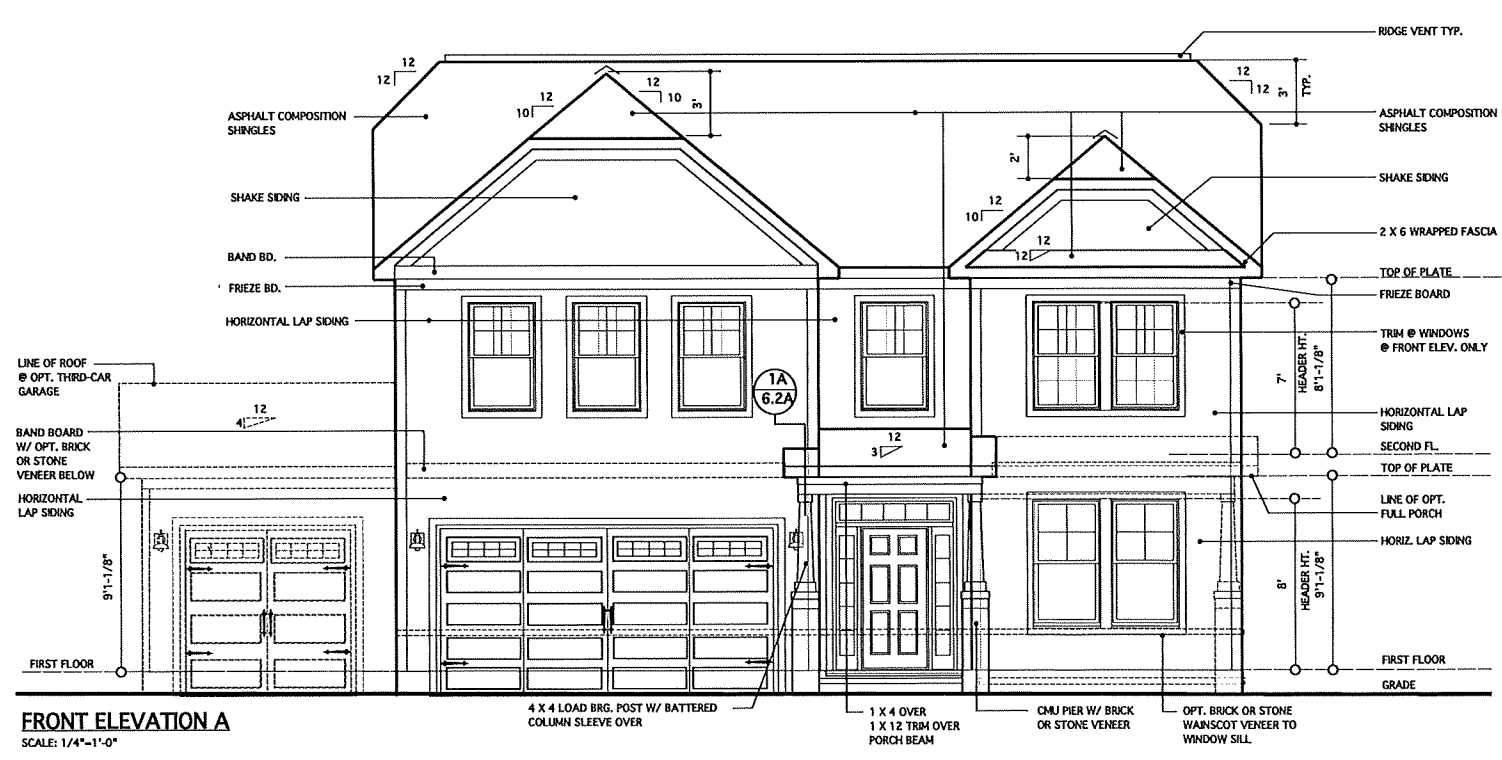 RIDGE VENT TYP.
12
12
12
10
12
10
3'
12
12
3'
TYP.
ASPHALT COMPOSITION
SHINGLES
ASPHALT COMPOSITION
SHINGLES
2'
SHAKE SIDING
SHAKE SIDING
12
10
2 X 6 WRAPPED FASCIA
12
12
BAND BD.
TOP OF PLATE
FRIEZE BD.
FRIEZE BOARD
HORIZONTAL LAP SIDING
TRIM @ WINDOWS
@ FRONT ELEV. ONLY
7'
HEADER HT.
8'1-1/8"
LINE OF ROOF
@ OPT. THIRD-CAR
GARAGE
1A
6.2A
12
4
HORIZONTAL LAP
SIDING
BAND BOARD
W/ OPT. BRICK
OR STONE
VENEER BELOW
12
3
SECOND FL.
TOP OF PLATE
HORIZONTAL
LAP SIDING
LINE OF OPT.
FULL PORCH
HORIZ. LAP SIDING
9'1-1/8"
8'
HEADER HT.
9'1-1/8"
FIRST FLOOR
FIRST FLOOR
GRADE
4 X 4 LOAD BRG. POST W/ BATTERED
COLUMN SLEEVE OVER
1 X 4 OVER
1 X 12 TRIM OVER
PORCH BEAM
CMU PIER W/ BRICK
OR STONE VENEER
OPT. BRICK OR STONE
WAINSCOT VENEER TO
WINDOW SILL
FRONT ELEVATION A
SCALE: 1/4"=1'-0"